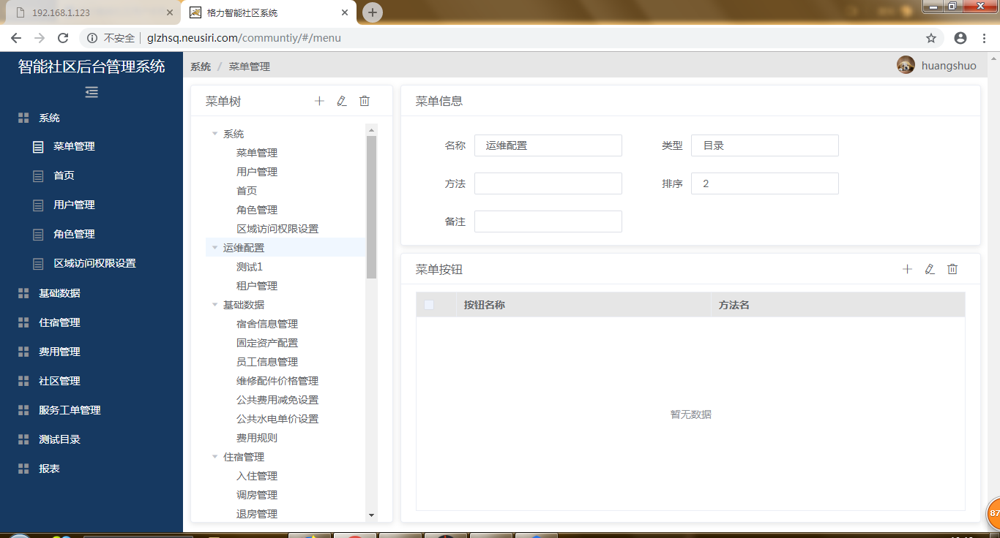 192.168.1.123
格力智能社区系统
不安全
glzhsq.neusiri.com/communtiy/#/menu
智能社区后台管理系统
系统
菜单管理
首页
用户管理
角色管理
区域访问权限设置
基础数据
住宿管理
费用管理
社区管理
服务工单管理
测试目录
报表
系统 / 菜单管理
huangshuo
菜单树
系统
菜单管理
用户管理
首页
角色管理
区域访问权限设置
运维配置
测试1
租户管理
基础数据
宿舍信息管理
固定资产配置
员工信息管理
维修配件价格管理
公共费用减免设置
公共水电单价设置
费用规则
住宿管理
入住管理
调房管理
退房管理
菜单信息
名称 运维配置 类型 目录
方法 排序 2
备注
菜单按钮
按钮名称 方法名
暂无数据
87